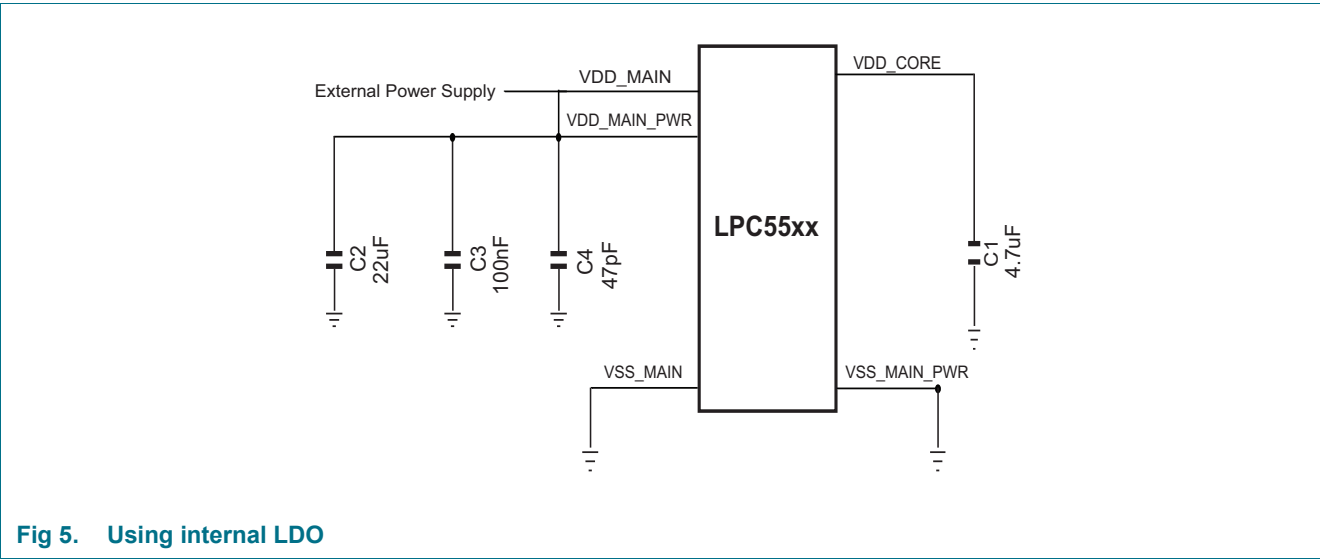 VDD_MAIN
External Power Supply
VDD_MAIN_PWR
VDD_CORE
LPC55xx
C2
22uF
C3
100nF
C4
47pF
C1
4.7uF
VSS_MAIN
VSS_MAIN_PWR
Fig 5. Using internal LDO